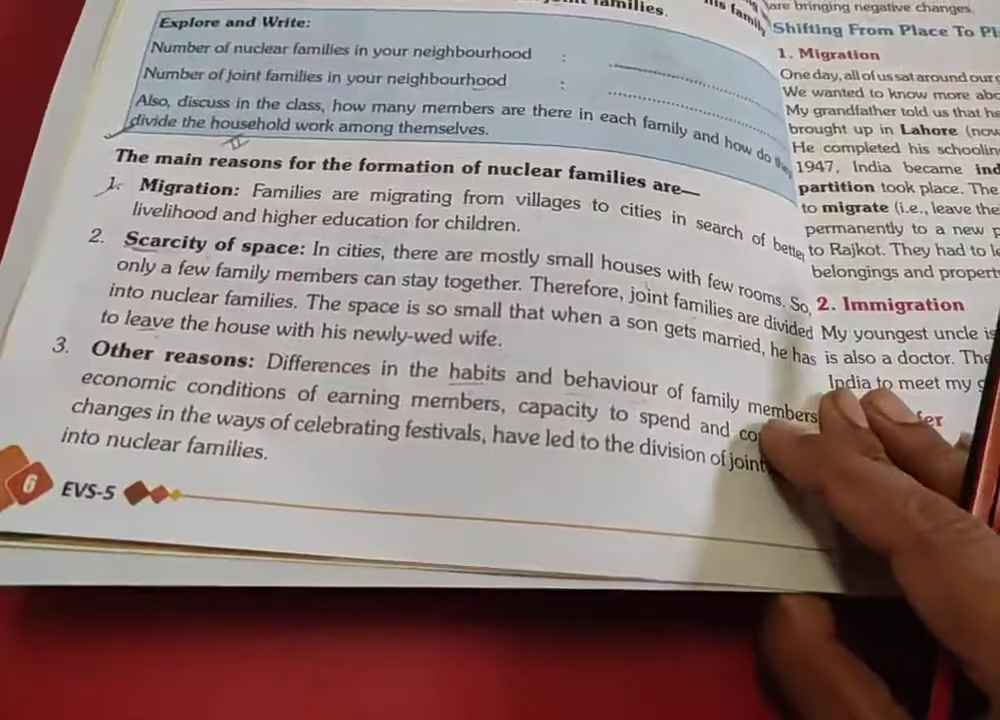 families.
Explore and Write:
Number of nuclear families in your neighbourhood :
Number of joint families in your neighbourhood :
Also, discuss in the class, how many members are there in each family and how do they
divide the household work among themselves.
The main reasons for the formation of nuclear families are—
1. Migration: Families are migrating from villages to cities in search of better
livelihood and higher education for children.
2. Scarcity of space: In cities, there are mostly small houses with few rooms. So,
only a few family members can stay together. Therefore, joint families are divided
into nuclear families. The space is so small that when a son gets married, he has
to leave the house with his newly-wed wife.
3. Other reasons: Differences in the habits and behaviour of family members
economic conditions of earning members, capacity to spend and co
changes in the ways of celebrating festivals, have led to the division of joint
into nuclear families.
6 EVS-5
his family
are bringing negative changes.
Shifting From Place To Pl
1. Migration
One day, all of us sat around our
We wanted to know more abo
My grandfather told us that he
brought up in Lahore (now
He completed his schoolin
1947, India became ind
partition took place. The
to migrate (i.e., leave the
permanently to a new p
to Rajkot. They had to le
belongings and propert
2. Immigration
My youngest uncle is
is also a doctor. The
India to meet my g
fer